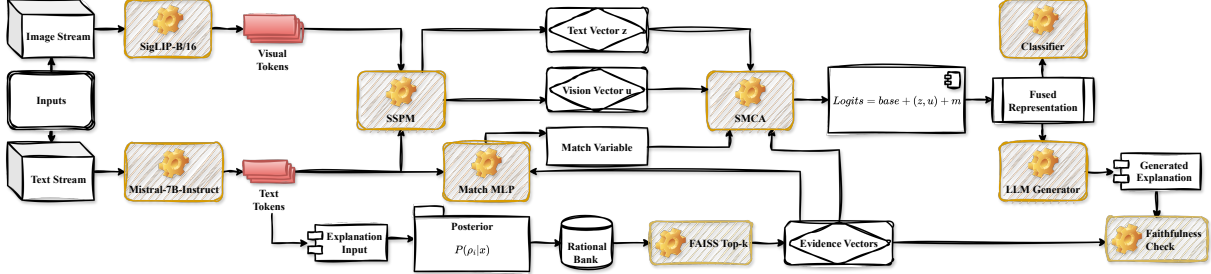 Image Stream
SigLIP-B/16
Visual
Tokens
Text Vector z
Classifier
Inputs
SSPM
Vision Vector u
SMCA
Logits = base + (z, u) + m
Fused
Representation
Match Variable
Text Stream
Mistral-7B-Instruct
Text
Tokens
Match MLP
LLM Generator
Generated
Explanation
Explanation
Input
Posterior
P(ρᵢ|x)
Rational
Bank
FAISS Top-k
Evidence Vectors
Faithfulness
Check